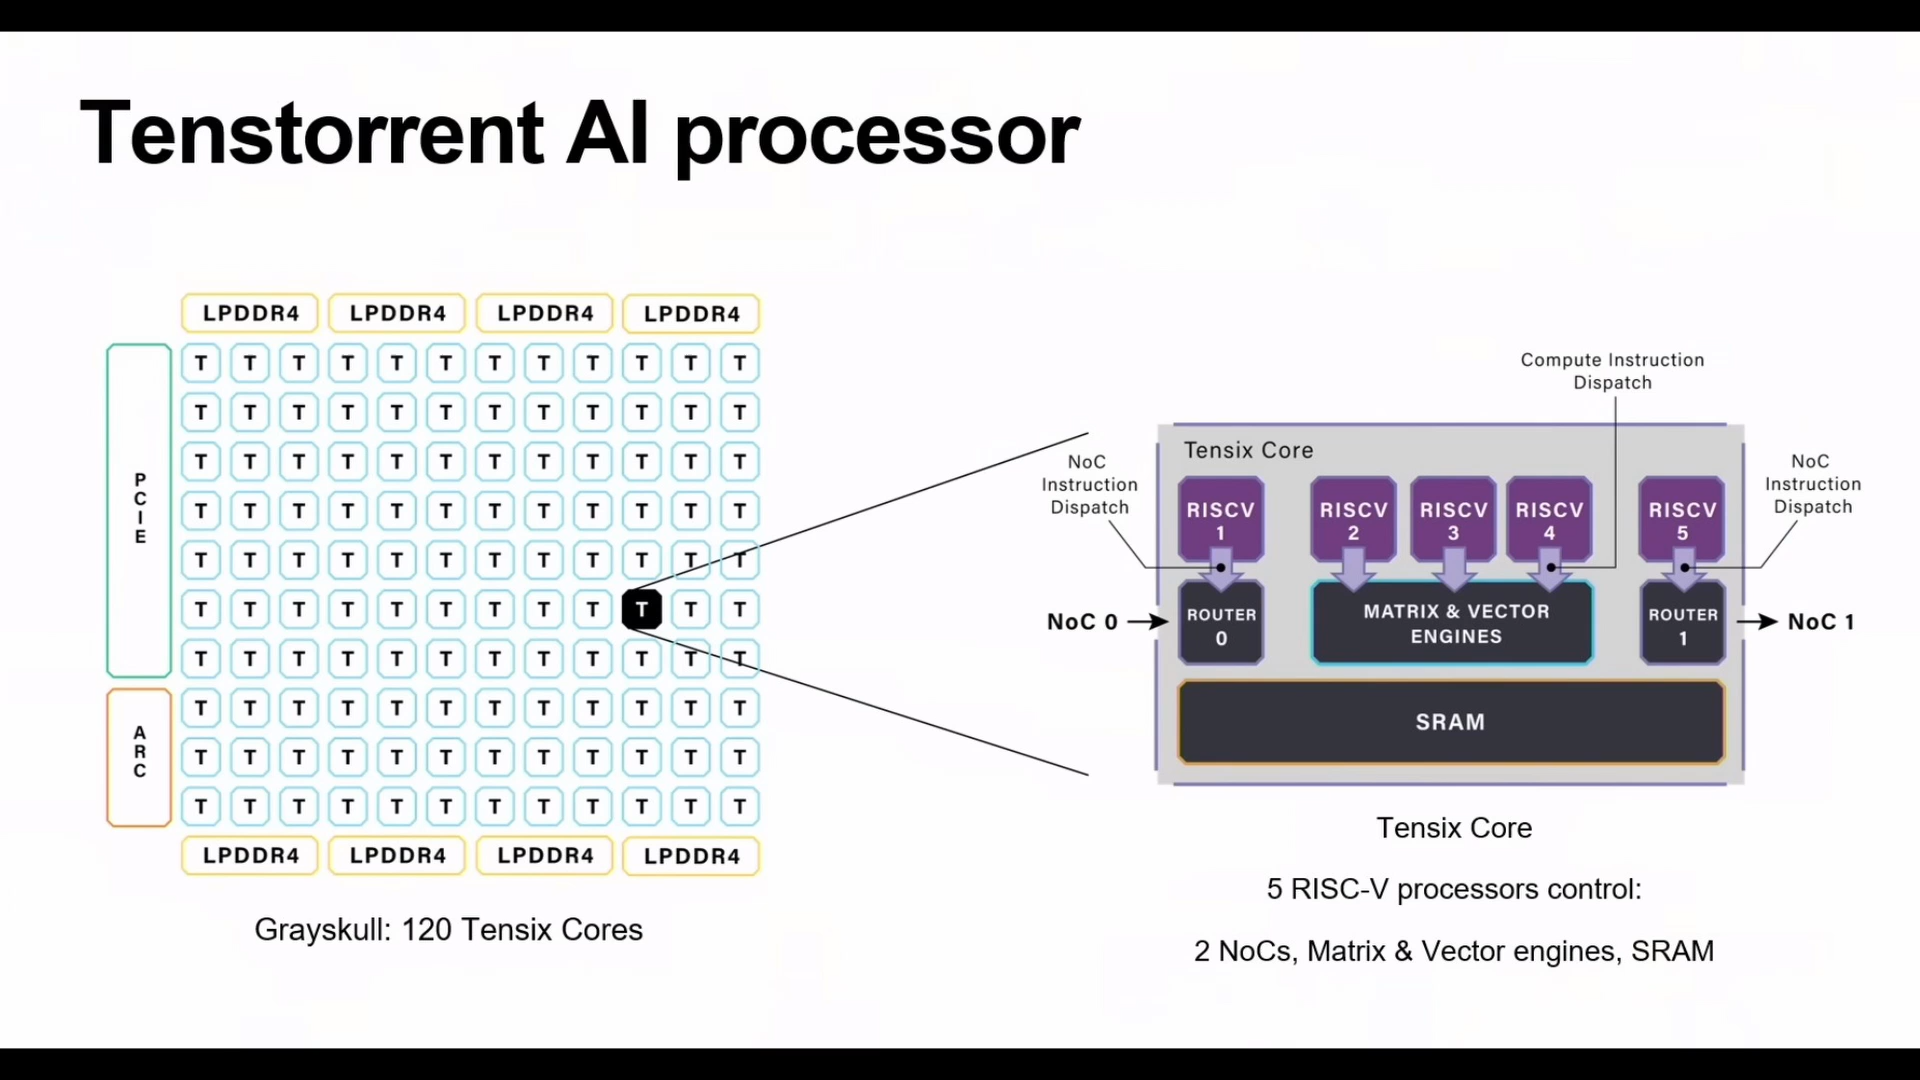 Tenstorrent AI processor
LPDDR4 LPDDR4 LPDDR4 LPDDR4
PCIE
ARC
T T T T T T T T T T T T
T T T T T T T T T T T T
T T T T T T T T T T T T
T T T T T T T T T T T T
T T T T T T T T T T T T
T T T T T T T T T T T T
T T T T T T T T T T T T
T T T T T T T T T T T T
T T T T T T T T T T T T
T T T T T T T T T T T T
LPDDR4 LPDDR4 LPDDR4 LPDDR4
Grayskull: 120 Tensix Cores
Compute Instruction
Dispatch
NoC
Instruction
Dispatch
Tensix Core
NoC
Instruction
Dispatch
RISCV
1
RISCV
2
RISCV
3
RISCV
4
RISCV
5
NoC 0
ROUTER
0
MATRIX & VECTOR
ENGINES
ROUTER
1
NoC 1
SRAM
Tensix Core
5 RISC-V processors control:
2 NoCs, Matrix & Vector engines, SRAM